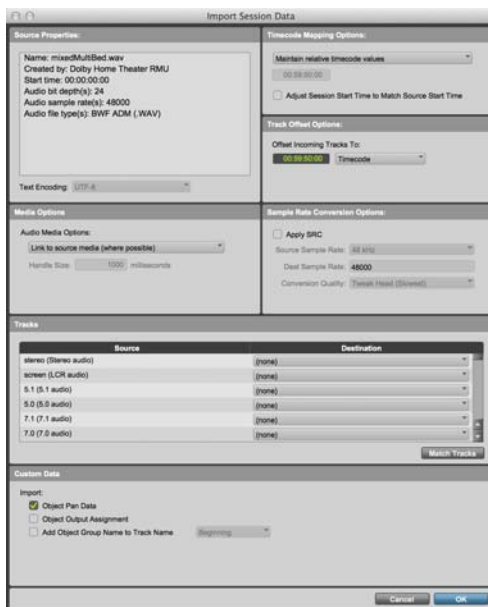 Import Session Data
Source Properties:
Name: mixedMultiBed.wav
Created by: Dolby Home Theater RMU
Start time: 00:00:00:00
Audio bit depth(s): 24
Audio sample rate(s): 48000
Audio file type(s): BWF ADM (.WAV)
Text Encoding: UTF-8
Timecode Mapping Options:
Maintain relative timecode values
00:59:50:00
Adjust Session Start Time to Match Source Start Time
Track Offset Options:
Offset Incoming Tracks To:
00:59:50:00 Timecode
Media Options
Audio Media Options:
Link to source media (where possible)
Handle Size: 1000 milliseconds
Sample Rate Conversion Options:
Apply SRC
Source Sample Rate: 48 kHz
Dest Sample Rate: 48000
Conversion Quality: Tweak Head (Slowest)
Tracks
Source Destination
stereo (Stereo audio) (none)
screen (LCR audio) (none)
5.1 (5.1 audio) (none)
5.0 (5.0 audio) (none)
7.1 (7.1 audio) (none)
7.0 (7.0 audio) (none)
Match Tracks
Custom Data
Import:
Object Pan Data
Object Output Assignment
Add Object Group Name to Track Name Beginning
Cancel OK